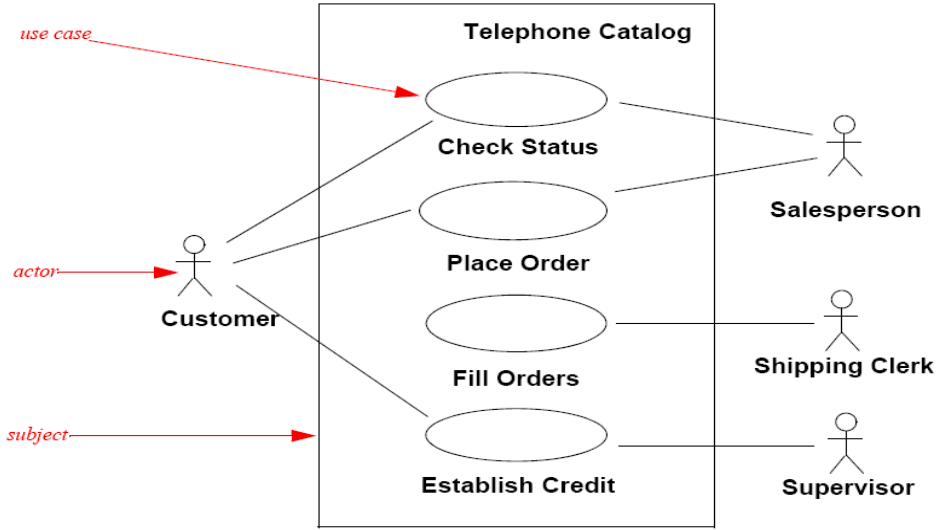 use case
Telephone Catalog
Check Status
Salesperson
Place Order
actor
Customer
Shipping Clerk
Fill Orders
subject
Establish Credit
Supervisor